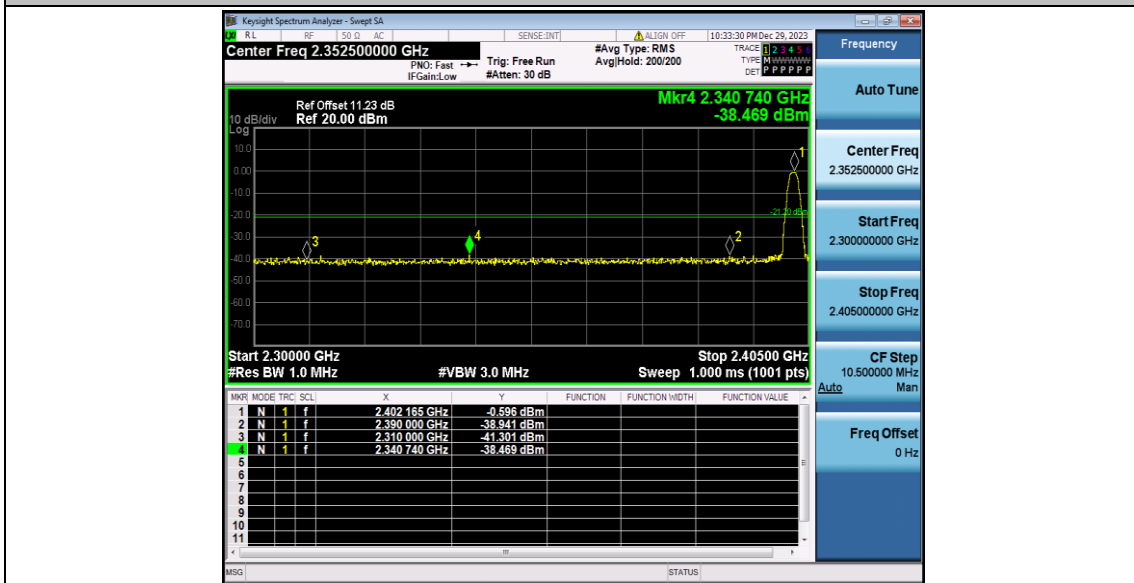 Keysight Spectrum Analyzer - Swept SA
RL RF 50 Ω AC SENSE:INT ALIGN OFF 10:33:30 PM Dec 29, 2023
Center Freq 2.352500000 GHz
PNO: Fast
IFGain:Low
Trig: Free Run
#Atten: 30 dB
#Avg Type: RMS
Avg|Hold: 200/200
TRACE 1 2 3 4 5 6
TYPE M W W W W W
DET P P P P P P
Mkr4 2.340 740 GHz
-38.469 dBm
Ref Offset 11.23 dB
10 dB/div Ref 20.00 dBm
Log
10.0
0.00
-10.0
-20.0
-30.0
-40.0
-50.0
-60.0
-70.0
-21.20 dBm
1
2
3
4
Start 2.30000 GHz Stop 2.40500 GHz
#Res BW 1.0 MHz #VBW 3.0 MHz Sweep 1.000 ms (1001 pts)
MKR MODE TRC SCL X Y FUNCTION FUNCTION WIDTH FUNCTION VALUE
1 N 1 f 2.402 165 GHz -0.596 dBm
2 N 1 f 2.390 000 GHz -38.941 dBm
3 N 1 f 2.310 000 GHz -41.301 dBm
4 N 1 f 2.340 740 GHz -38.469 dBm
5
6
7
8
9
10
11
MSG STATUS
Frequency
Auto Tune
Center Freq
2.352500000 GHz
Start Freq
2.300000000 GHz
Stop Freq
2.405000000 GHz
CF Step
10.500000 MHz
Auto Man
Freq Offset
0 Hz